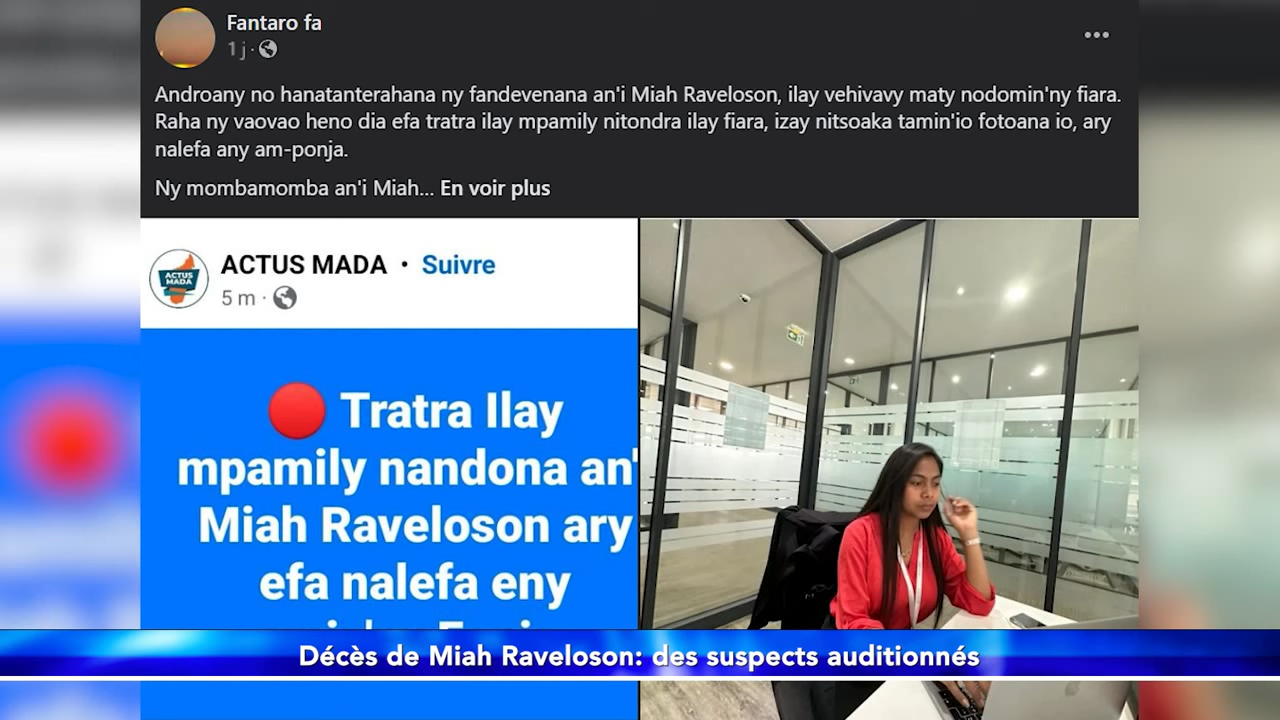 Fantaro fa
1 j ·
Androany no hanatanterahana ny fandevenana an'i Miah Raveloson, ilay vehivavy maty nodomin'ny fiara.
Raha ny vaovao heno dia efa tratra ilay mpamily nitondra ilay fiara, izay nitsoaka tamin'io fotoana io, ary
nalefa any am-ponja.
Ny mombamomba an'i Miah... En voir plus
ACTUS MADA • Suivre
ACTUS
MADA
5 m ·
Tratra Ilay
mpamily nandona an'
Miah Raveloson ary
efa nalefa eny
Décès de Miah Raveloson: des suspects auditionnés